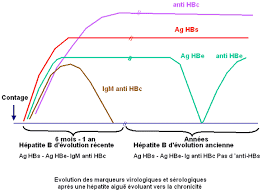 anti HBc
Ag HBs
Ag HBe
anti HBe
IgM anti HBc
Contage
6 mois - 1 an
Années
Hépatite B d'évolution récente
Hépatite B d'évolution ancienne
Ag HBs - Ag HBe- IgM anti HBc
Ag HBs - Ag HBe- Ig anti HBc Pas d 'anti-HBs
Evolution des marqueurs virologiques et sérologiques
après une hépatite aiguë évoluant vers la chronicité